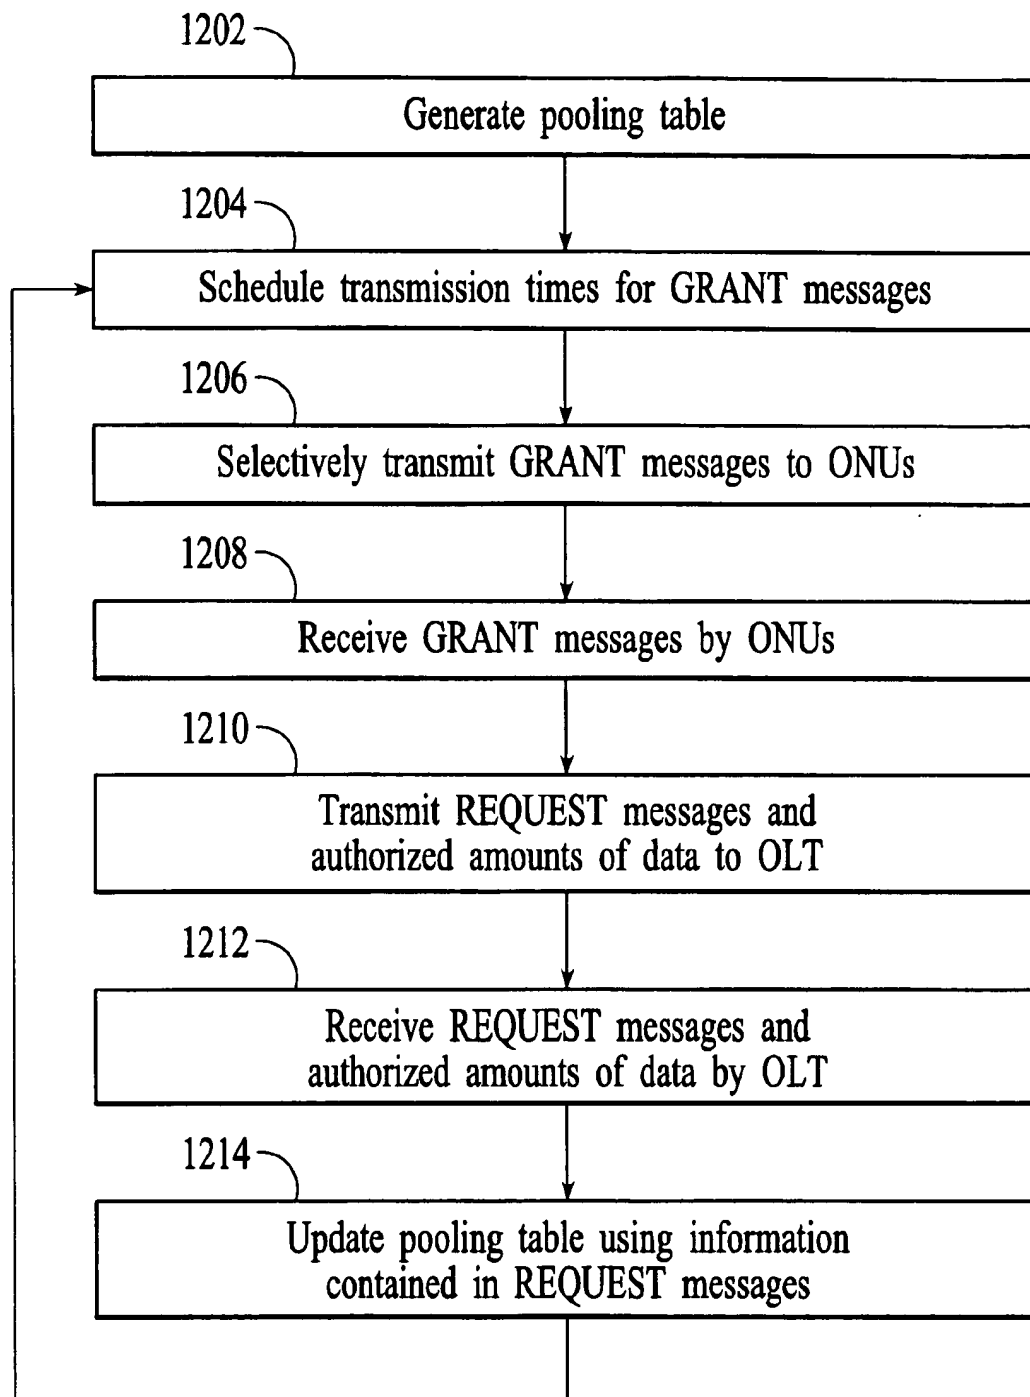 1202
Generate pooling table
1204
Schedule transmission times for GRANT messages
1206
Selectively transmit GRANT messages to ONUs
1208
Receive GRANT messages by ONUs
1210
Transmit REQUEST messages and
authorized amounts of data to OLT
1212
Receive REQUEST messages and
authorized amounts of data by OLT
1214
Update pooling table using information
contained in REQUEST messages